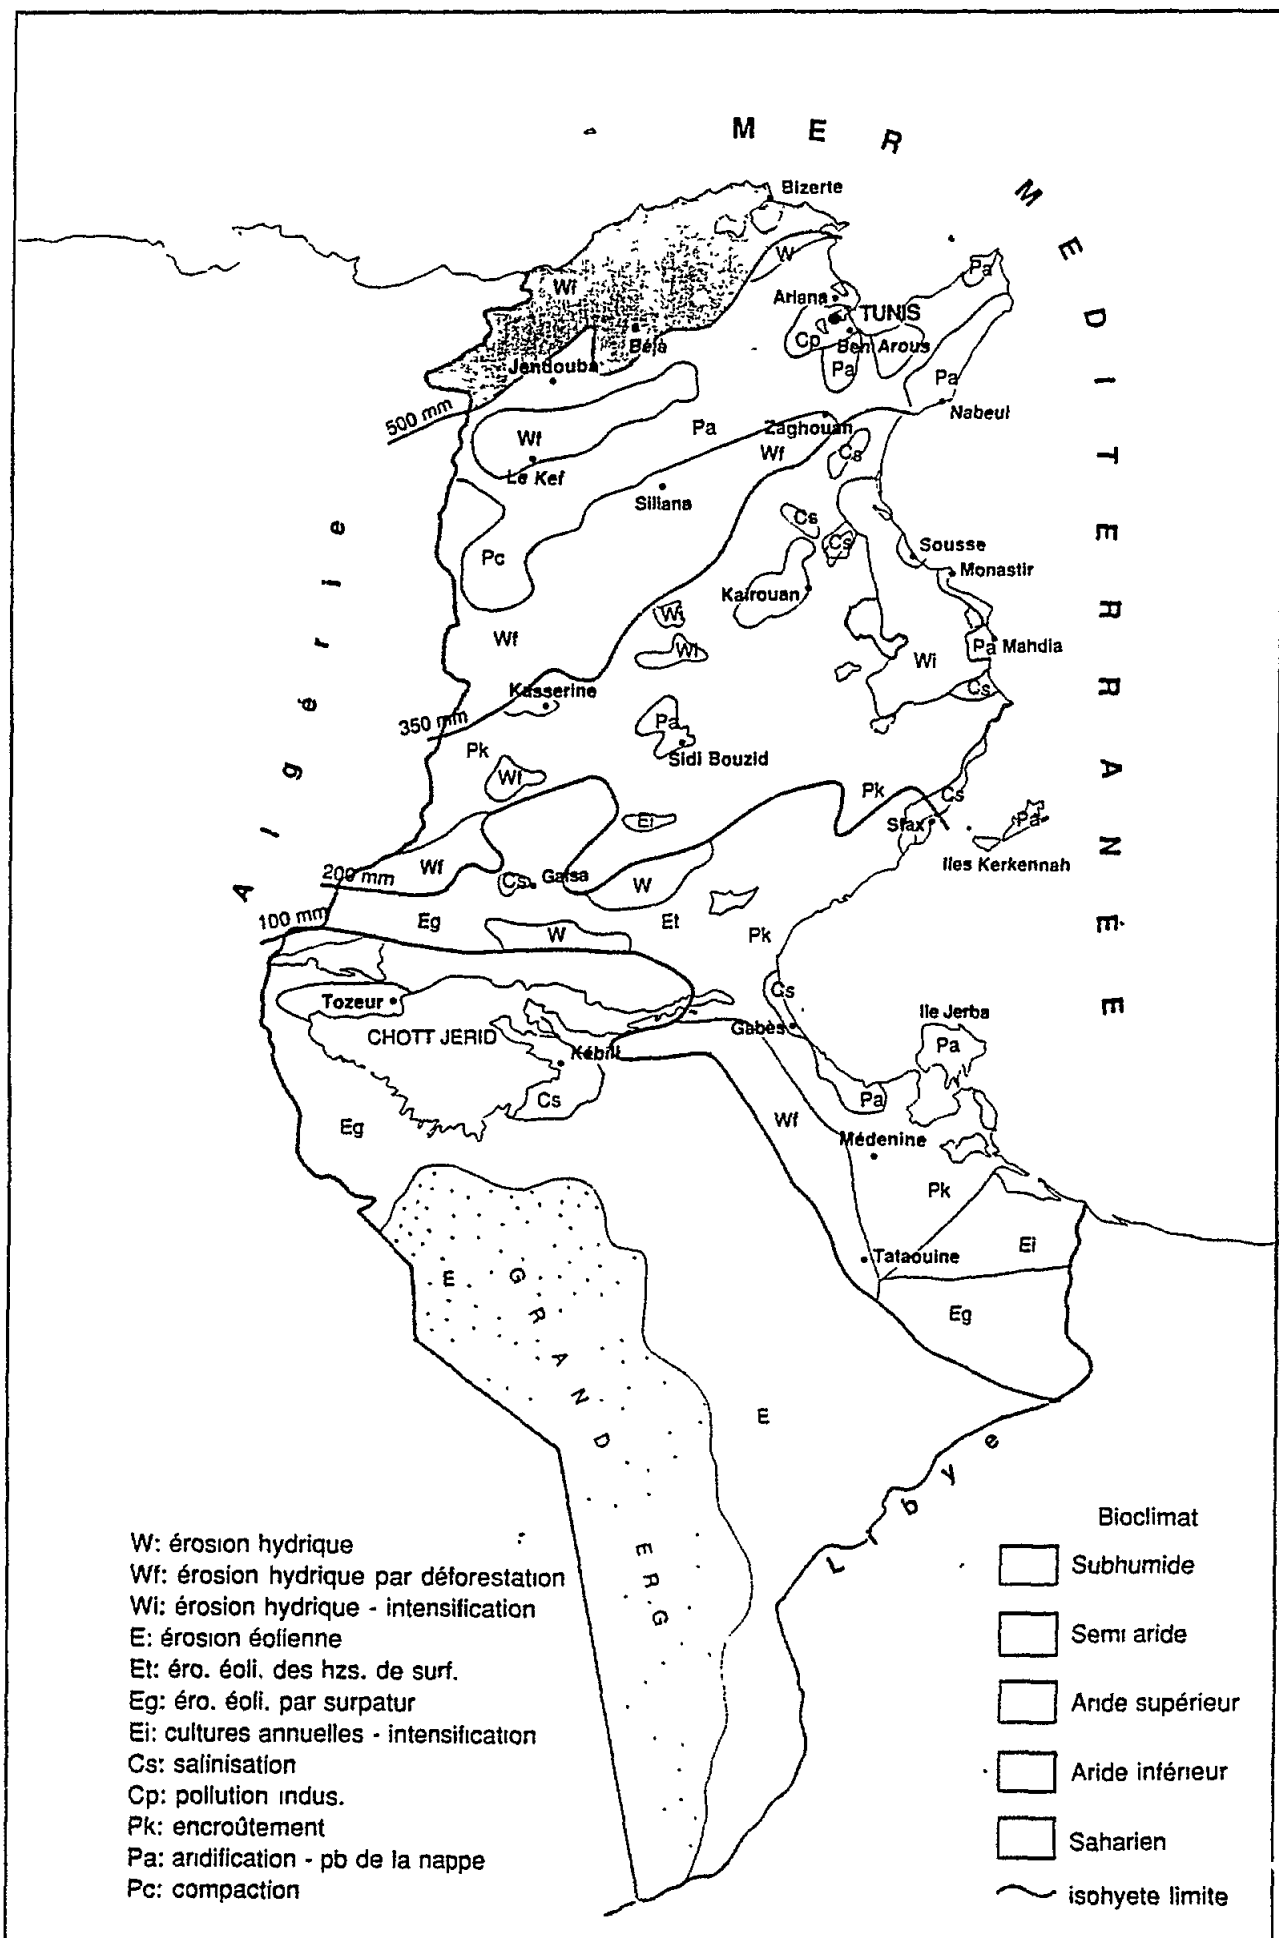 MER MEDITERRANÉE
Bizerte
W
Pa
Wf
Ariana
TUNIS
Cp
Ben Arous
Béja
Pa
Jendouba
Pa
500 mm
Nabeul
Wf
Pa
Zaghouan
Wf
Cs
Le Kef
Siliana
Cs
Cs
Sousse
Pc
Monastir
Kairouan
Wi
Wf
Wi
Wi
Pa
Mahdia
Kasserine
Cs
350 mm
Pa
Pk
Sidi Bouzid
Wf
Pk
Cs
Ei
Sfax
Pa
Iles Kerkennah
Algérie
Wf
200 mm
Cs
Gafsa
W
100 mm
Eg
W
Et
Pk
Tozeur
Cs
Gabès
Ile Jerba
CHOTT JERID
Kébili
Pa
Cs
Pa
Eg
Wf
Médenine
Pk
Tataouine
Ei
E
GRAND ERG
Eg
E
Libye
W: érosion hydrique
Wf: érosion hydrique par déforestation
Wi: érosion hydrique - intensification
E: érosion éolienne
Et: éro. éoli. des hzs. de surf.
Eg: éro. éoli. par surpatur
Ei: cultures annuelles - intensification
Cs: salinisation
Cp: pollution indus.
Pk: encroûtement
Pa: aridification - pb de la nappe
Pc: compaction
Bioclimat
Subhumide
Semi aride
Aride supérieur
Aride inférieur
Saharien
isohyete limite